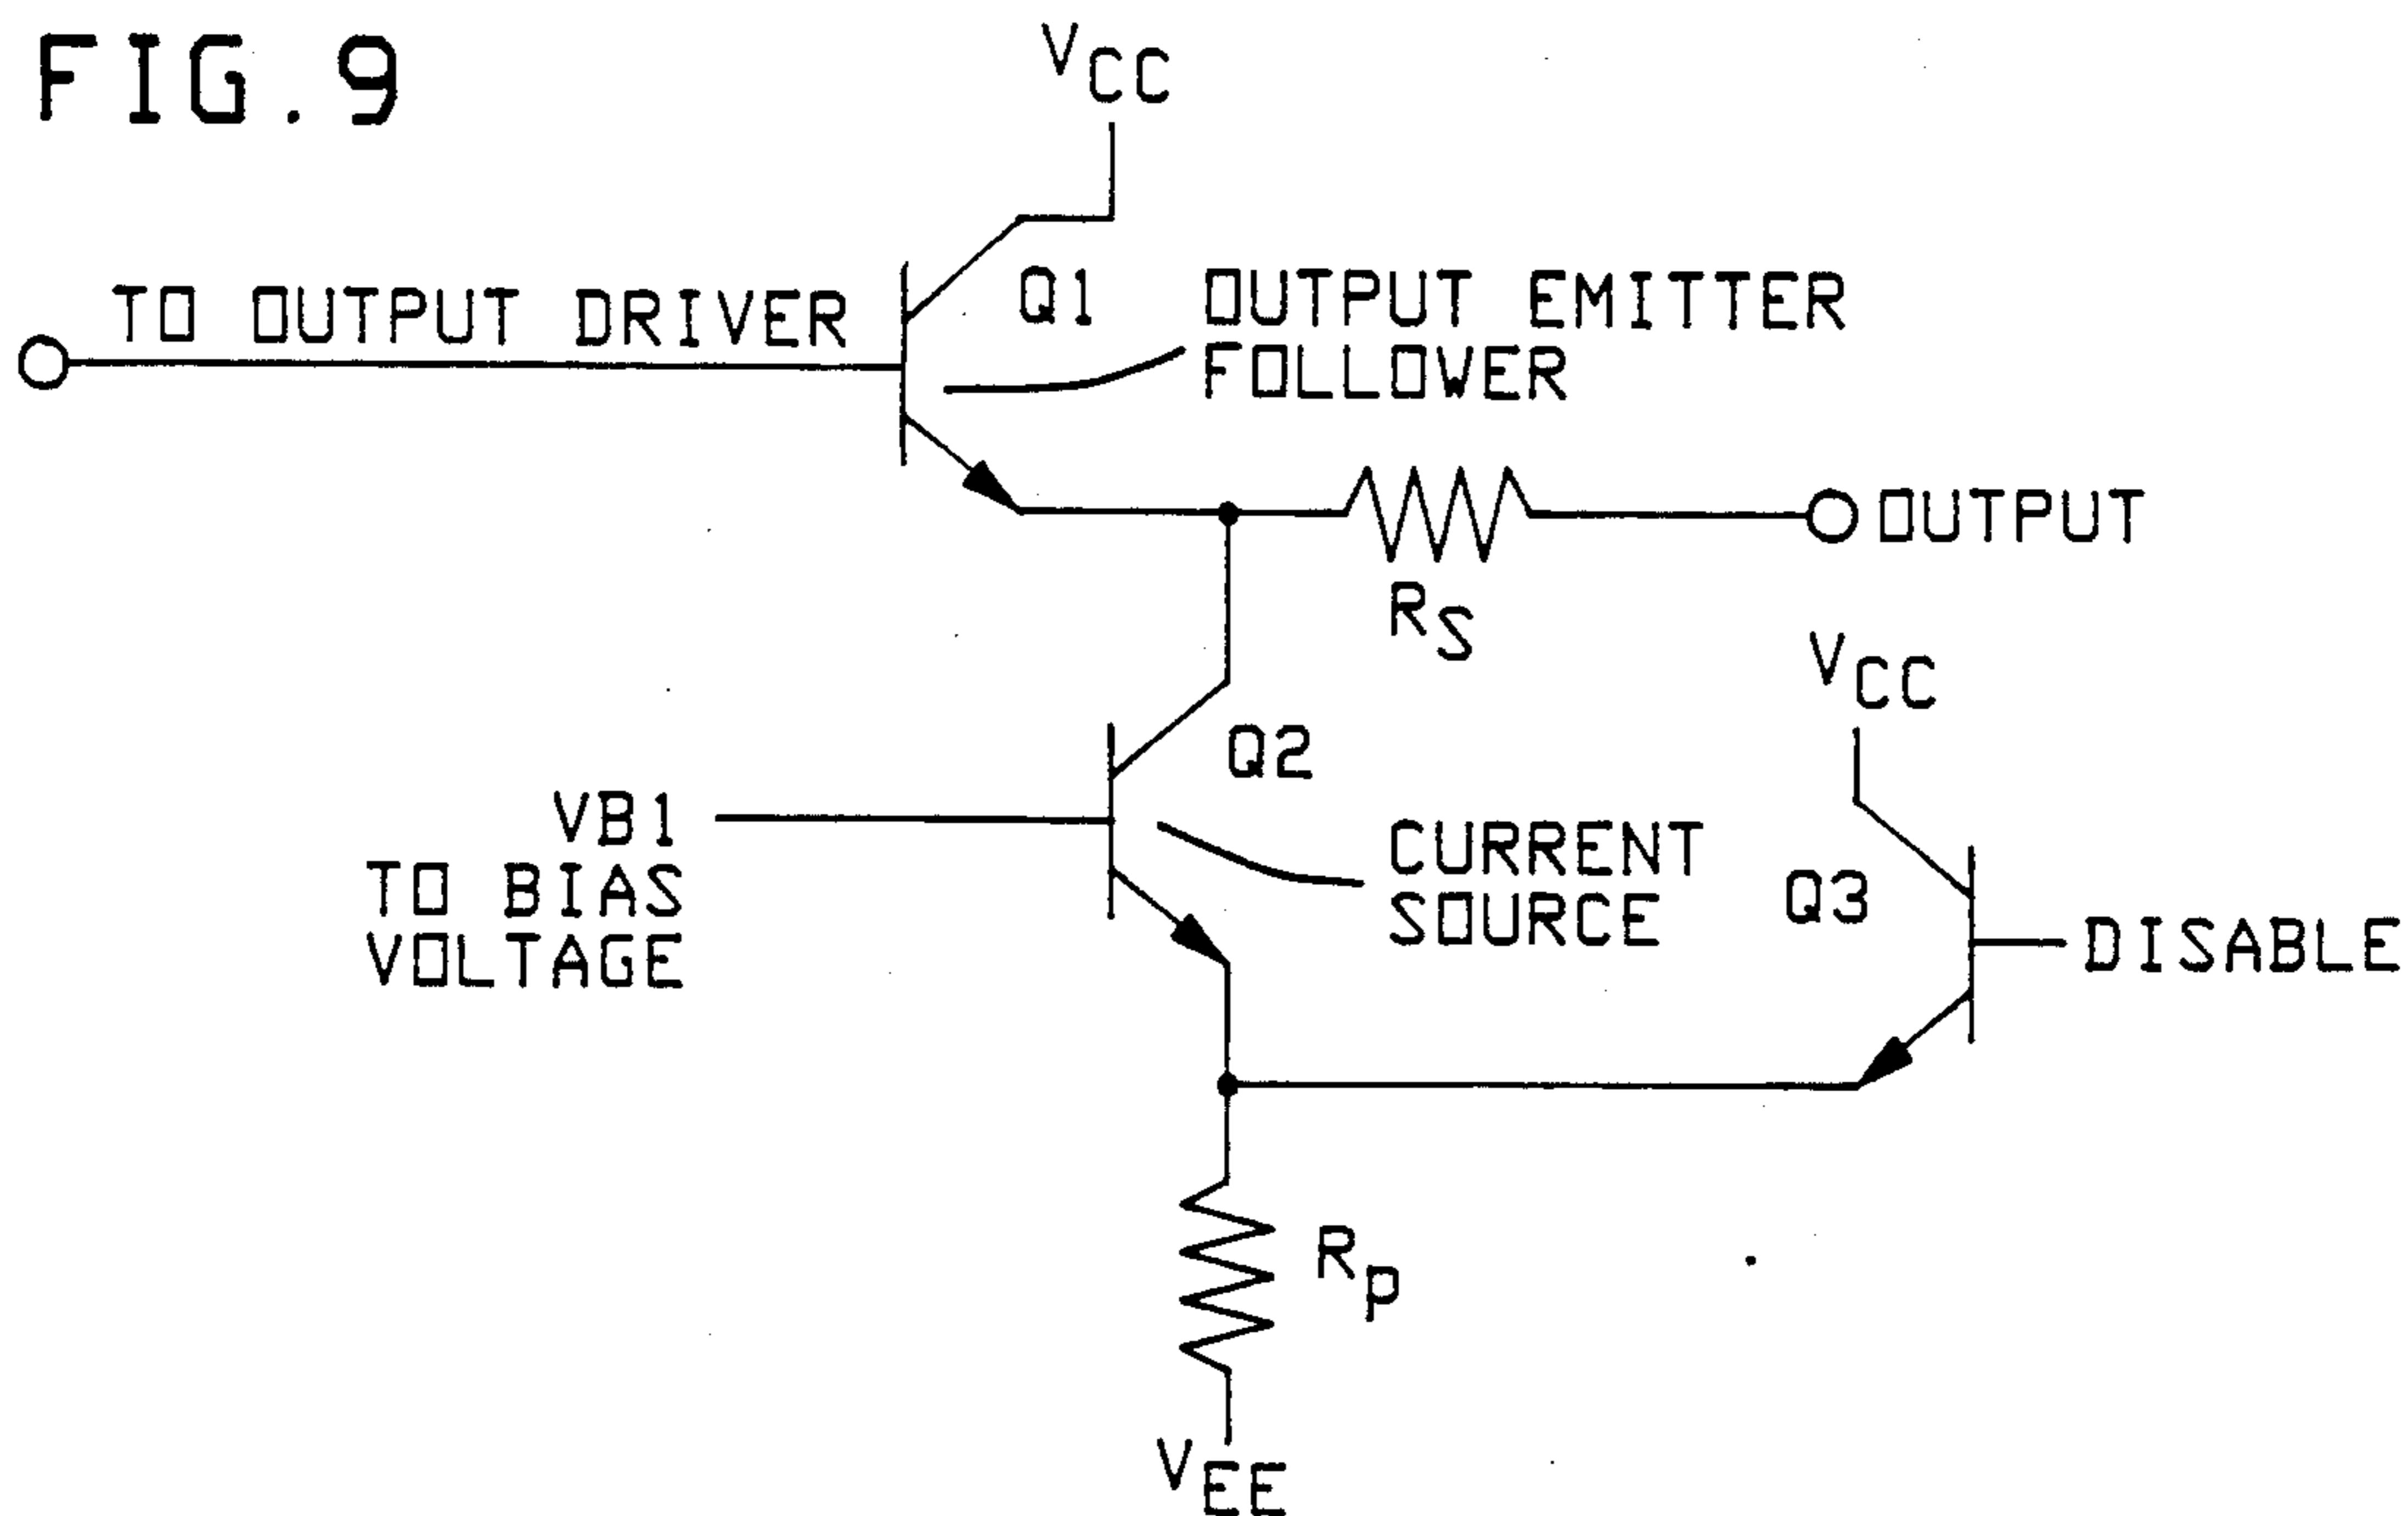 FIG.9
VCC
TO OUTPUT DRIVER
Q1
OUTPUT EMITTER
FOLLOWER
OUTPUT
RS
VCC
Q2
VB1
TO BIAS
VOLTAGE
CURRENT
SOURCE
Q3
DISABLE
Rp
VEE